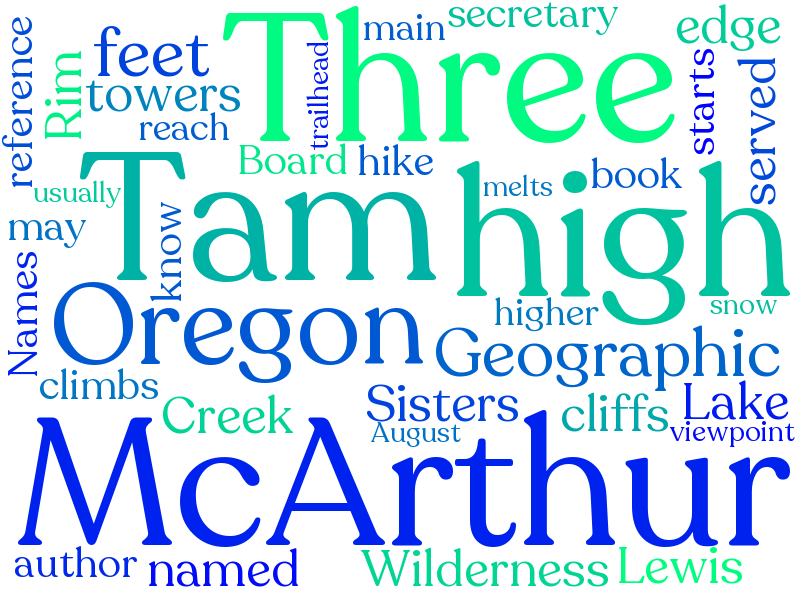 reference
Rim
feet
towers
reach
Three
trailhead
main
secretary
edge
starts
served
Board
hike
usually
Tam
high
melts
book
may
know
Names
Oregon
higher
snow
Geographic
climbs
Creek
Sisters
August
cliffs
Lake
viewpoint
McArthur
author
named
Wilderness
Lewis